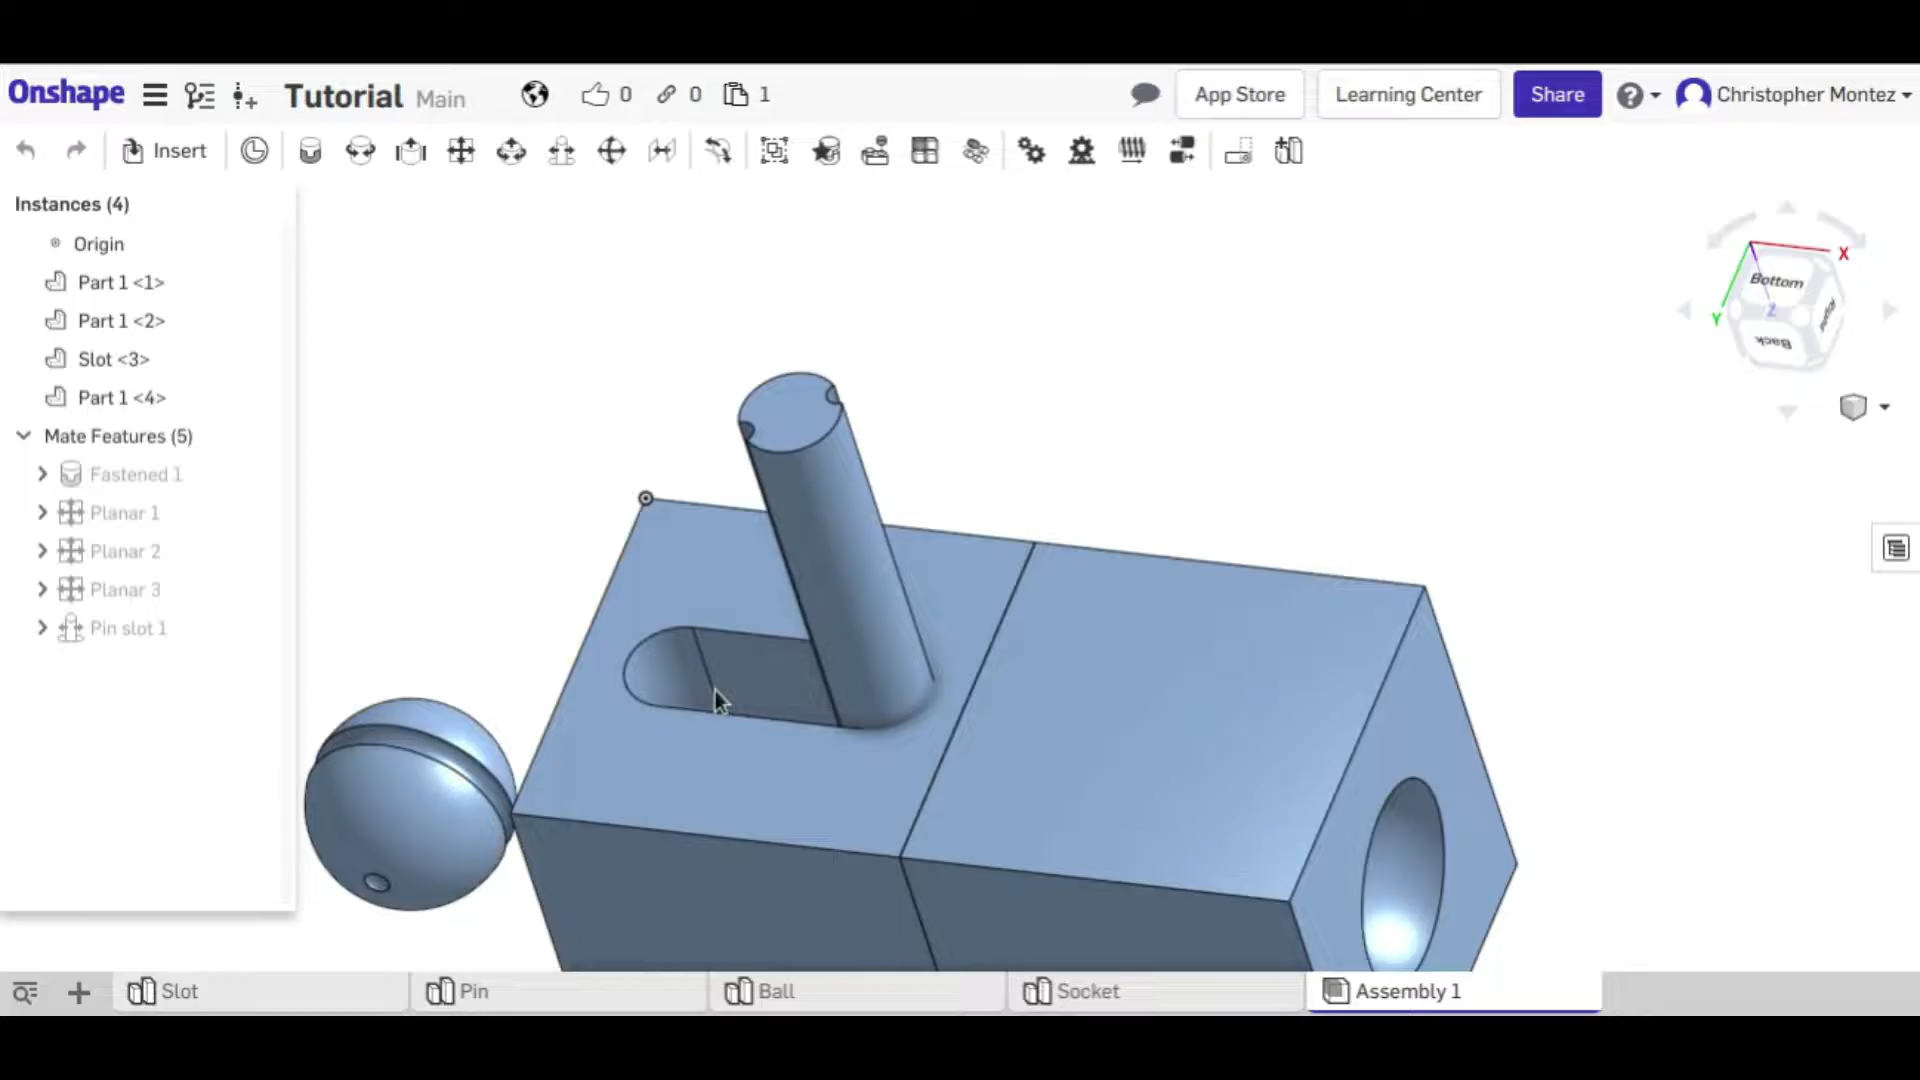 Onshape Tutorial Main 0 0 1 App Store Learning Center Share Christopher Montez
Insert
Instances (4)
Origin
Part 1 <1>
Part 1 <2>
Slot <3>
Part 1 <4>
Mate Features (5)
Fastened 1
Planar 1
Planar 2
Planar 3
Pin slot 1
X
Bottom
Z
Y
Back
Slot Pin Ball Socket Assembly 1